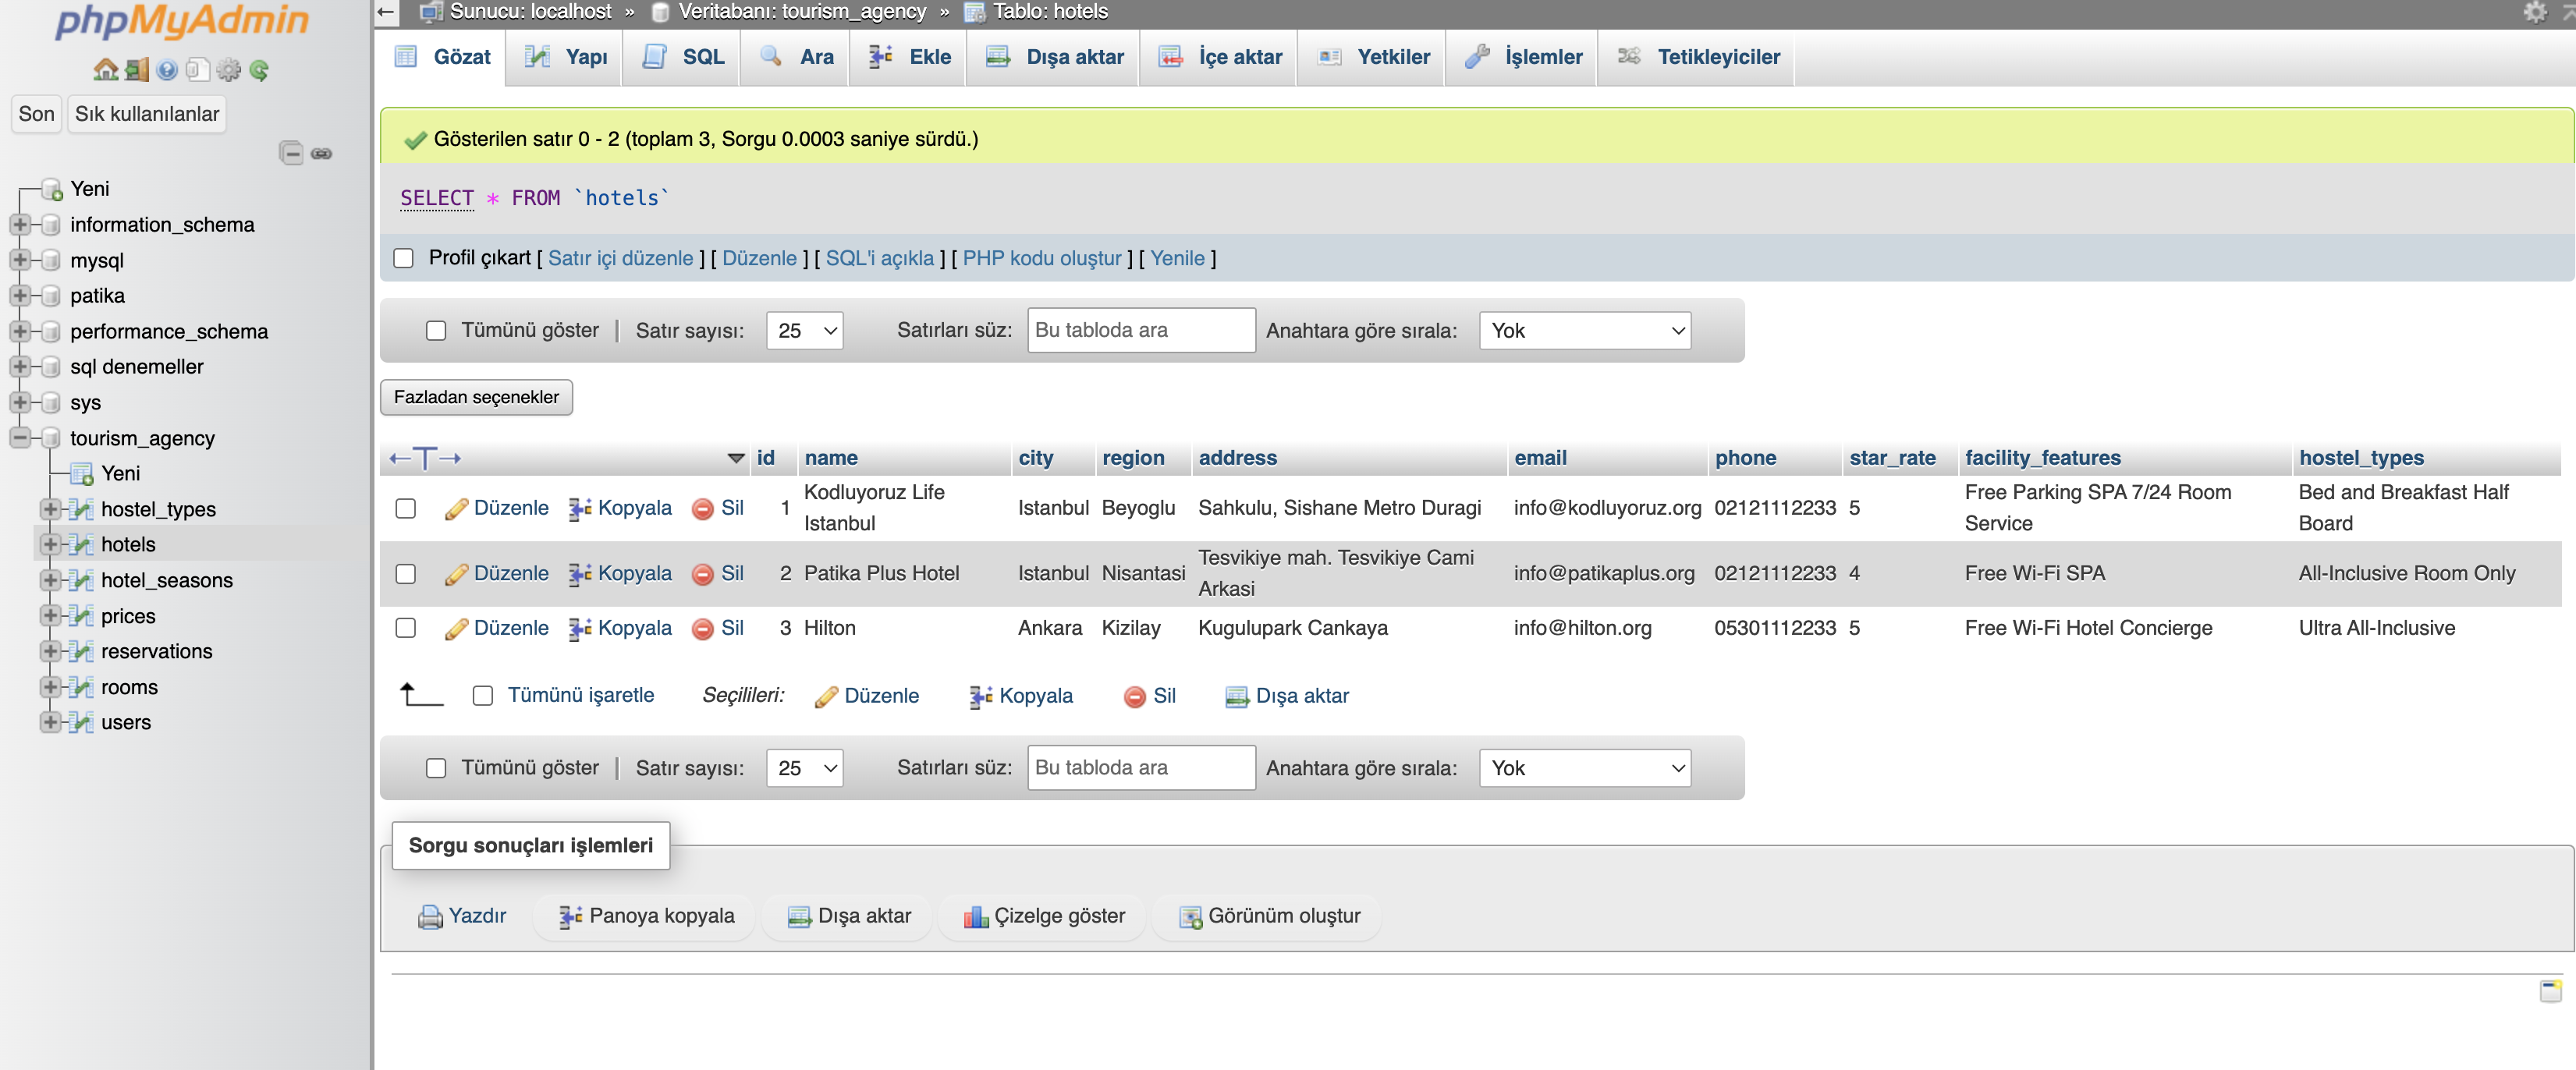 phpMyAdmin
Son Sık kullanılanlar
Yeni
information_schema
mysql
patika
performance_schema
sql denemeller
sys
tourism_agency
Yeni
hostel_types
hotels
hotel_seasons
prices
reservations
rooms
users
Sunucu: localhost » Veritabanı: tourism_agency » Tablo: hotels
Gözat Yapı SQL Ara Ekle Dışa aktar İçe aktar Yetkiler İşlemler Tetikleyiciler
Gösterilen satır 0 - 2 (toplam 3, Sorgu 0.0003 saniye sürdü.)
SELECT * FROM `hotels`
Profil çıkart [ Satır içi düzenle ] [ Düzenle ] [ SQL'i açıkla ] [ PHP kodu oluştur ] [ Yenile ]
Tümünü göster | Satır sayısı: 25 Satırları süz: Bu tabloda ara Anahtara göre sırala: Yok
Fazladan seçenekler
←T→ id name city region address email phone star_rate facility_features hostel_types
Düzenle Kopyala Sil 1 Kodluyoruz Life Istanbul Istanbul Beyoglu Sahkulu, Sishane Metro Duragi info@kodluyoruz.org 02121112233 5 Free Parking SPA 7/24 Room Service Bed and Breakfast Half Board
Düzenle Kopyala Sil 2 Patika Plus Hotel Istanbul Nisantasi Tesvikiye mah. Tesvikiye Cami Arkasi info@patikaplus.org 02121112233 4 Free Wi-Fi SPA All-Inclusive Room Only
Düzenle Kopyala Sil 3 Hilton Ankara Kizilay Kugulupark Cankaya info@hilton.org 05301112233 5 Free Wi-Fi Hotel Concierge Ultra All-Inclusive
Tümünü işaretle Seçilileri: Düzenle Kopyala Sil Dışa aktar
Tümünü göster | Satır sayısı: 25 Satırları süz: Bu tabloda ara Anahtara göre sırala: Yok
Sorgu sonuçları işlemleri
Yazdır Panoya kopyala Dışa aktar Çizelge göster Görünüm oluştur